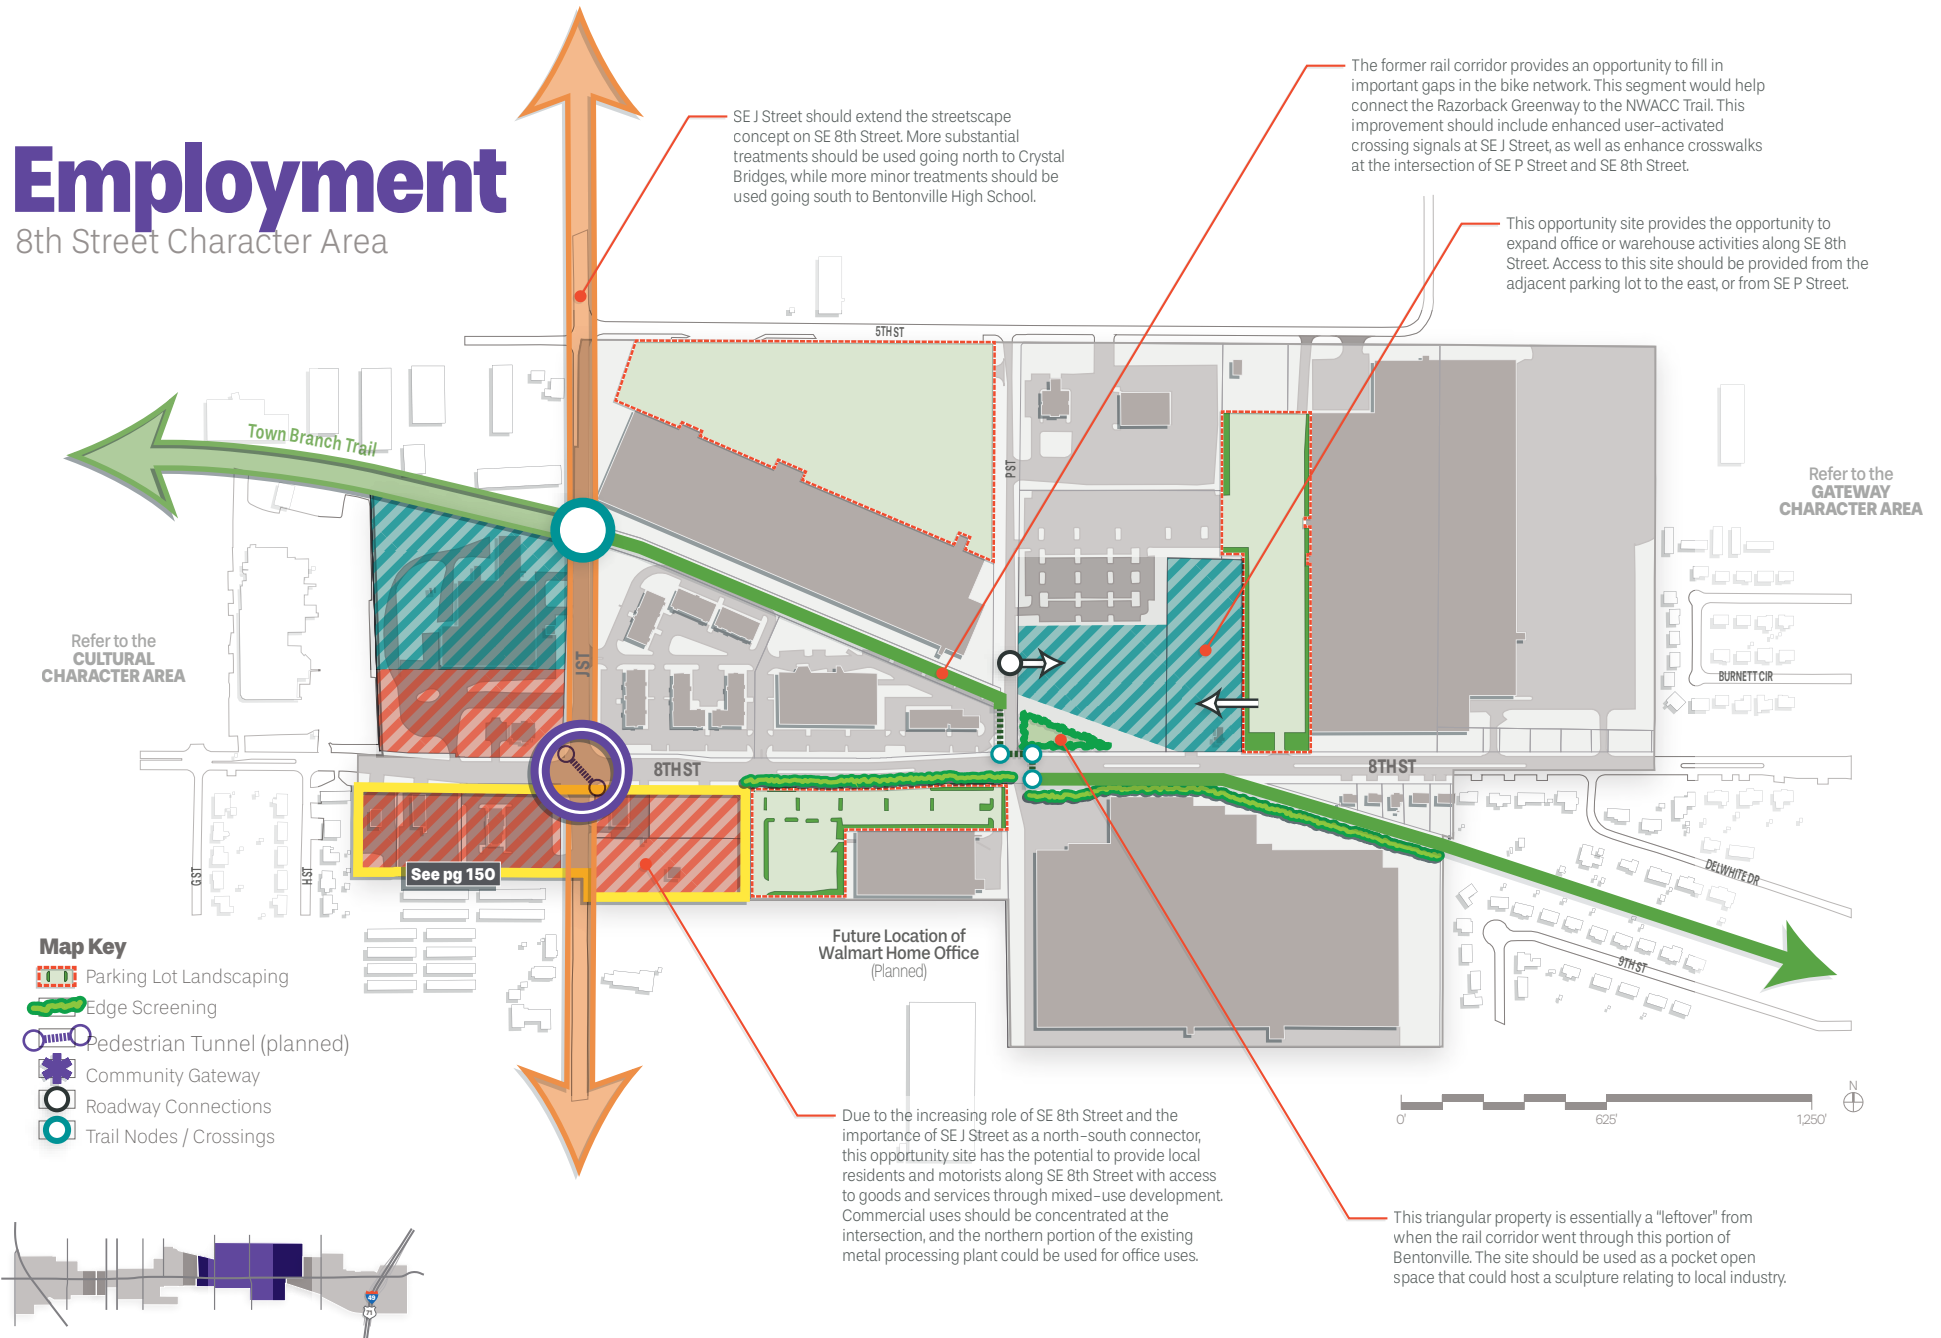 Employment
8th Street Character Area
SE J Street should extend the streetscape
concept on SE 8th Street. More substantial
treatments should be used going north to Crystal
Bridges, while more minor treatments should be
used going south to Bentonville High School.
The former rail corridor provides an opportunity to fill in
important gaps in the bike network. This segment would help
connect the Razorback Greenway to the NWACC Trail. This
improvement should include enhanced user-activated
crossing signals at SE J Street, as well as enhance crosswalks
at the intersection of SE P Street and SE 8th Street.
This opportunity site provides the opportunity to
expand office or warehouse activities along SE 8th
Street. Access to this site should be provided from the
adjacent parking lot to the east, or from SE P Street.
5TH ST
Town Branch Trail
P ST
Refer to the
GATEWAY
CHARACTER AREA
Refer to the
CULTURAL
CHARACTER AREA
J ST
BURNETT CIR
8TH ST
8TH ST
G ST
H ST
See pg 150
DELWHITE DR
9TH ST
Future Location of
Walmart Home Office
(Planned)
Map Key
Parking Lot Landscaping
Edge Screening
Pedestrian Tunnel (planned)
Community Gateway
Roadway Connections
Trail Nodes / Crossings
N
0'
625'
1,250'
Due to the increasing role of SE 8th Street and the
importance of SE J Street as a north-south connector,
this opportunity site has the potential to provide local
residents and motorists along SE 8th Street with access
to goods and services through mixed-use development.
Commercial uses should be concentrated at the
intersection, and the northern portion of the existing
metal processing plant could be used for office uses.
This triangular property is essentially a “leftover” from
when the rail corridor went through this portion of
Bentonville. The site should be used as a pocket open
space that could host a sculpture relating to local industry.
49
71